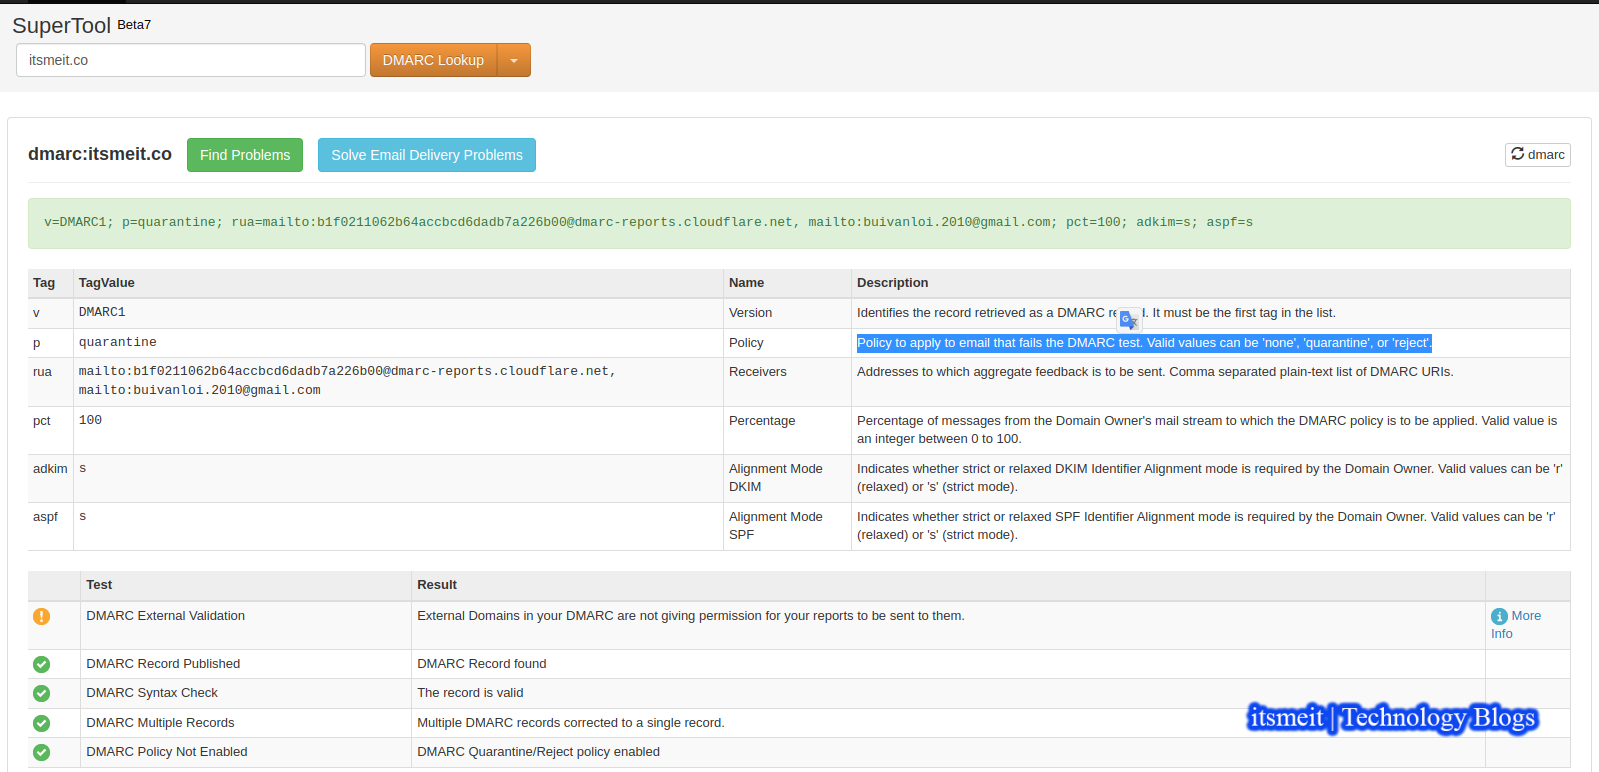 SuperTool Beta7
itsmeit.co
DMARC Lookup
dmarc:itsmeit.co
Find Problems
Solve Email Delivery Problems
dmarc
v=DMARC1; p=quarantine; rua=mailto:b1f0211062b64accbcd6dadb7a226b00@dmarc-reports.cloudflare.net, mailto:buivanloi.2010@gmail.com; pct=100; adkim=s; aspf=s
Tag TagValue Name Description
v DMARC1 Version Identifies the record retrieved as a DMARC . It must be the first tag in the list.
p quarantine Policy Policy to apply to email that fails the DMARC test. Valid values can be 'none', 'quarantine', or 'reject'.
rua mailto:b1f0211062b64accbcd6dadb7a226b00@dmarc-reports.cloudflare.net, Receivers Addresses to which aggregate feedback is to be sent. Comma separated plain-text list of DMARC URIs.
mailto:buivanloi.2010@gmail.com
pct 100 Percentage Percentage of messages from the Domain Owner's mail stream to which the DMARC policy is to be applied. Valid value is
an integer between 0 to 100.
adkim s Alignment Mode Indicates whether strict or relaxed DKIM Identifier Alignment mode is required by the Domain Owner. Valid values can be 'r'
DKIM (relaxed) or 's' (strict mode).
aspf s Alignment Mode Indicates whether strict or relaxed SPF Identifier Alignment mode is required by the Domain Owner. Valid values can be 'r'
SPF (relaxed) or 's' (strict mode).
Test Result
DMARC External Validation External Domains in your DMARC are not giving permission for your reports to be sent to them. More
Info
DMARC Record Published DMARC Record found
DMARC Syntax Check The record is valid
DMARC Multiple Records Multiple DMARC records corrected to a single record.
DMARC Policy Not Enabled DMARC Quarantine/Reject policy enabled
itsmeit | Technology Blogs